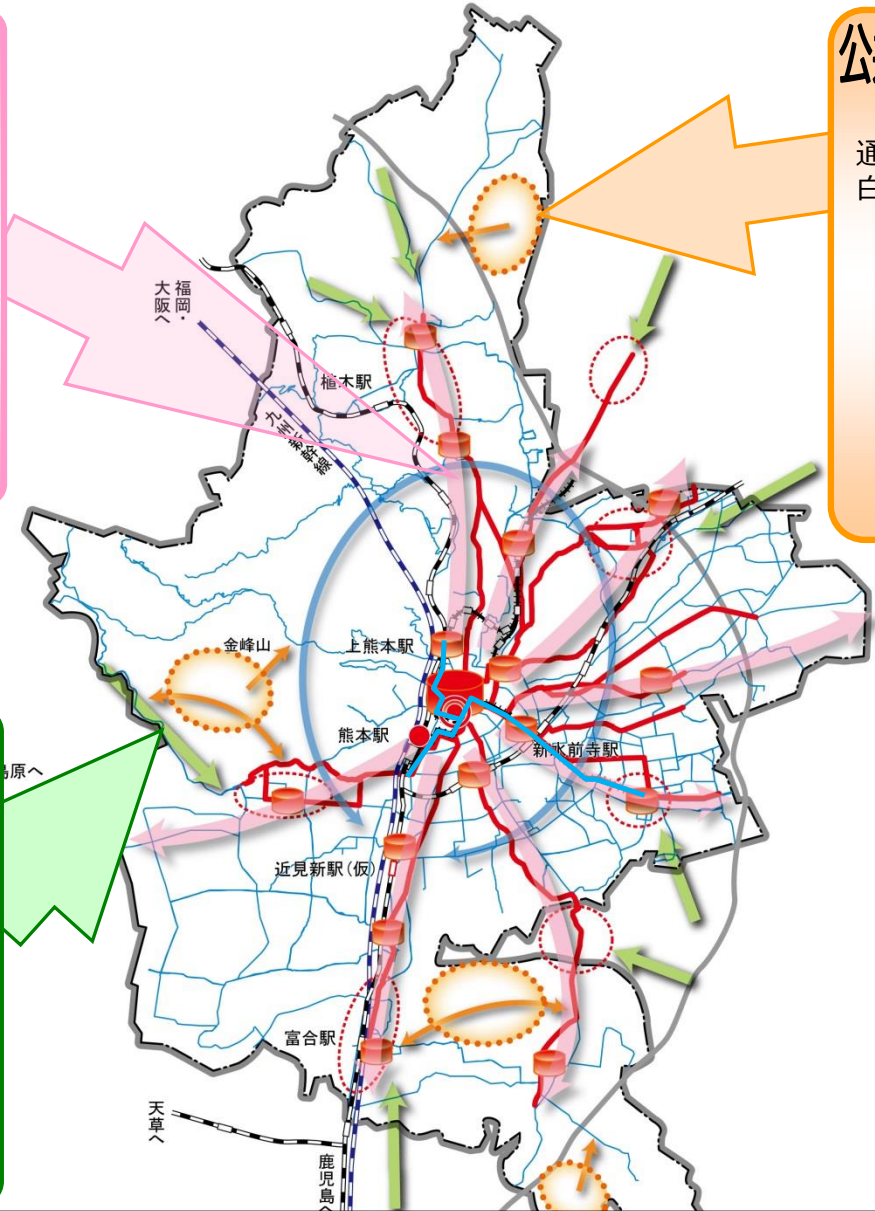 公
通
白
福岡・
大阪へ
植木駅
九州新幹線
金峰山
上熊本駅
熊本駅
新水前寺駅
島原へ
近見新駅(仮)
富合駅
天草へ
鹿児島へ